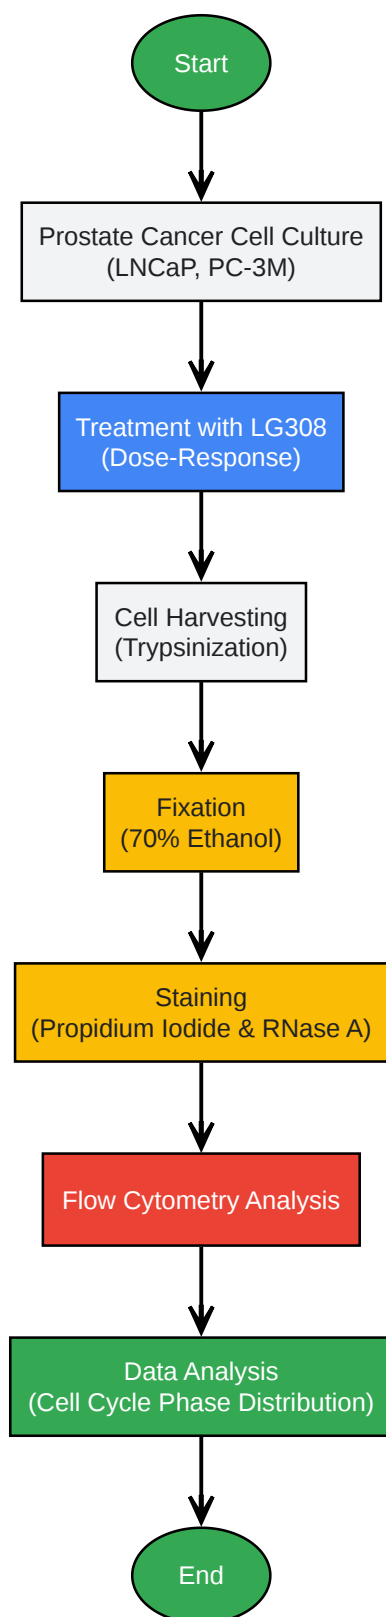 Start
Prostate Cancer Cell Culture
(LNCaP, PC-3M)
Treatment with LG308
(Dose-Response)
Cell Harvesting
(Trypsinization)
Fixation
(70% Ethanol)
Staining
(Propidium Iodide & RNase A)
Flow Cytometry Analysis
Data Analysis
(Cell Cycle Phase Distribution)
End